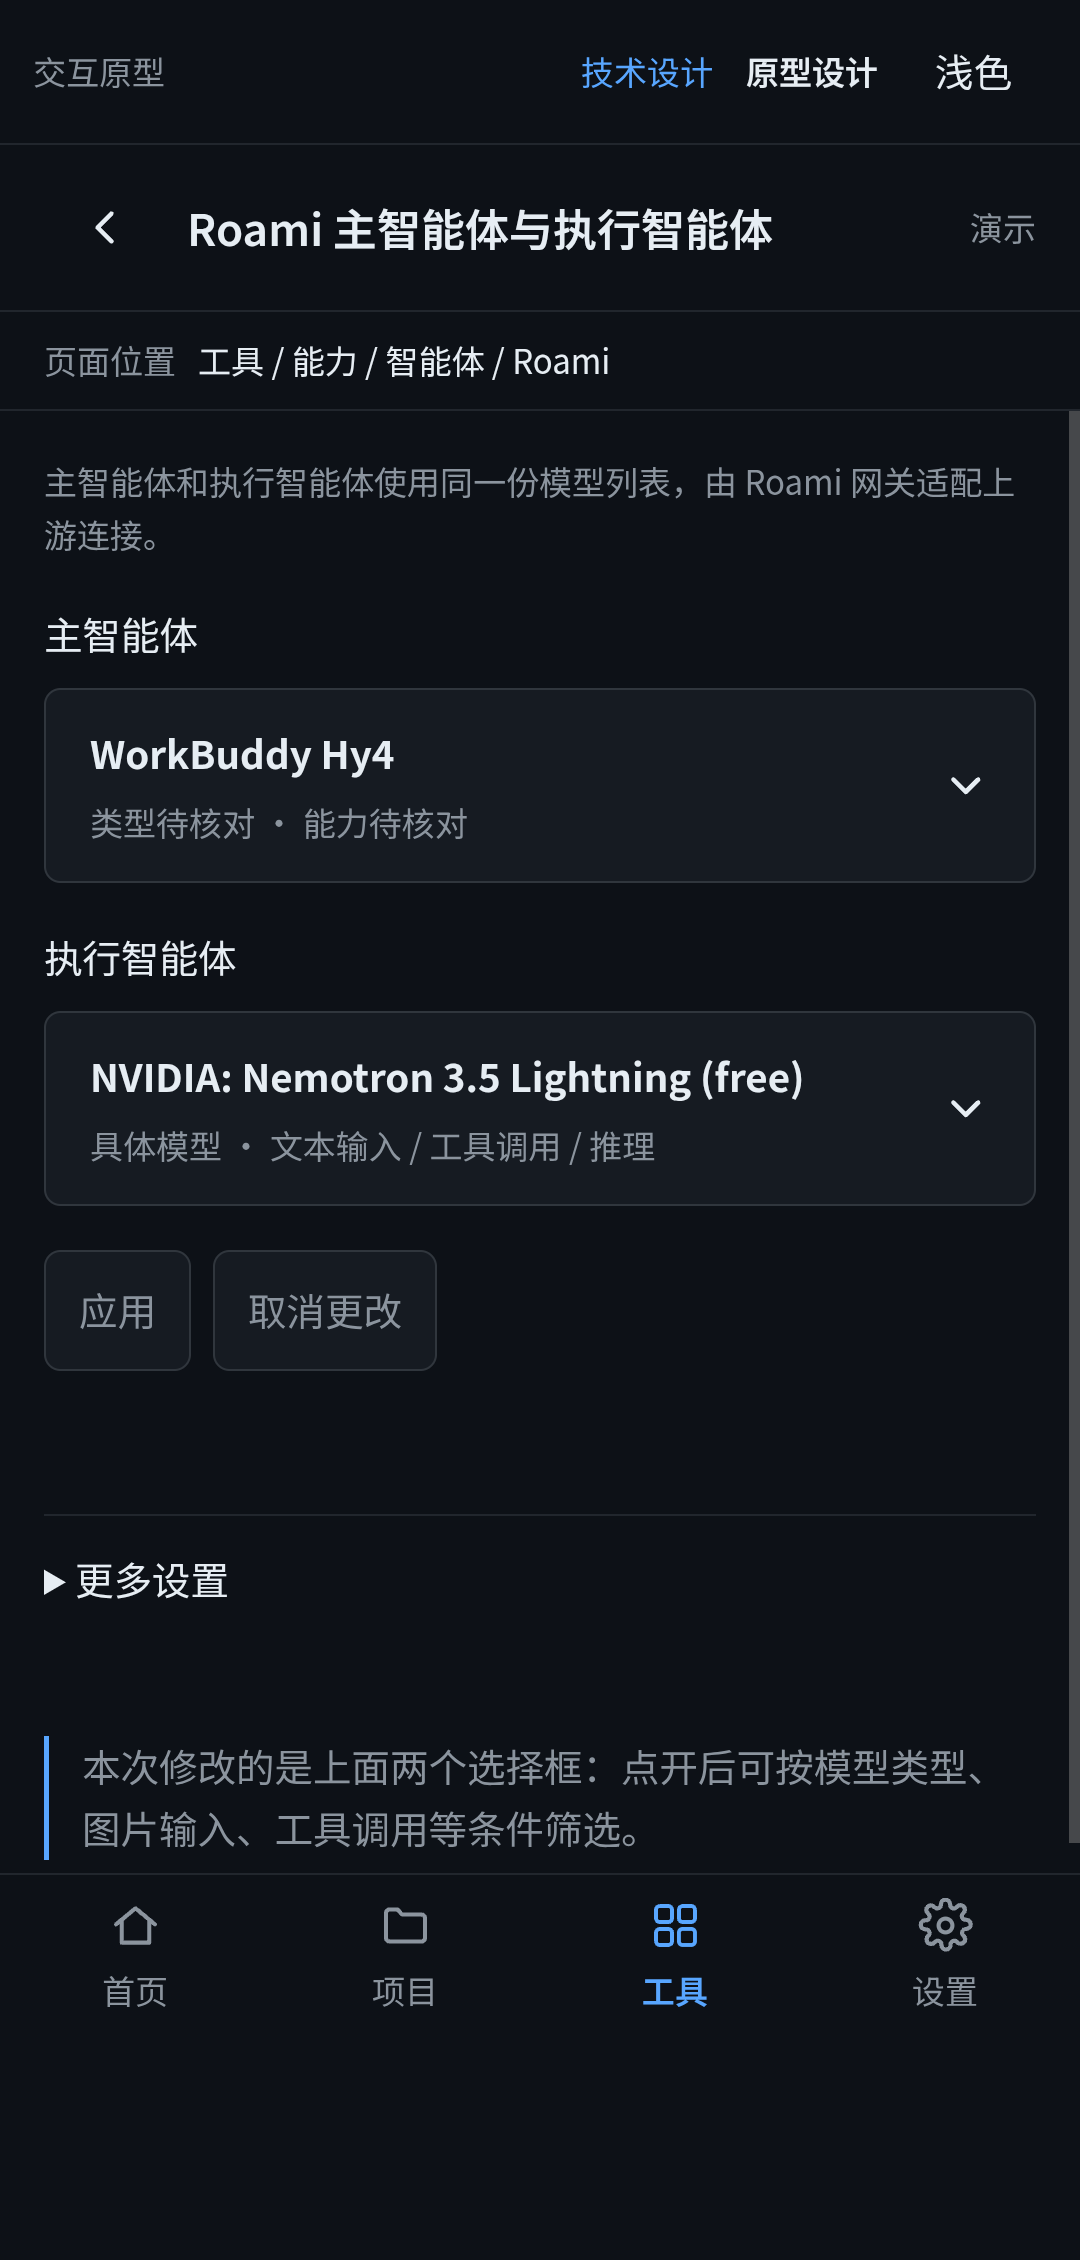 交互原型
技术设计 原型设计 浅色
Roami 主智能体与执行智能体
演示
页面位置 工具 / 能力 / 智能体 / Roami
主智能体和执行智能体使用同一份模型列表，由 Roami 网关适配上
游连接。
主智能体
WorkBuddy Hy4
类型待核对 · 能力待核对
执行智能体
NVIDIA: Nemotron 3.5 Lightning (free)
具体模型 · 文本输入 / 工具调用 / 推理
应用 取消更改
更多设置
本次修改的是上面两个选择框：点开后可按模型类型、
图片输入、工具调用等条件筛选。
首页 项目 工具 设置